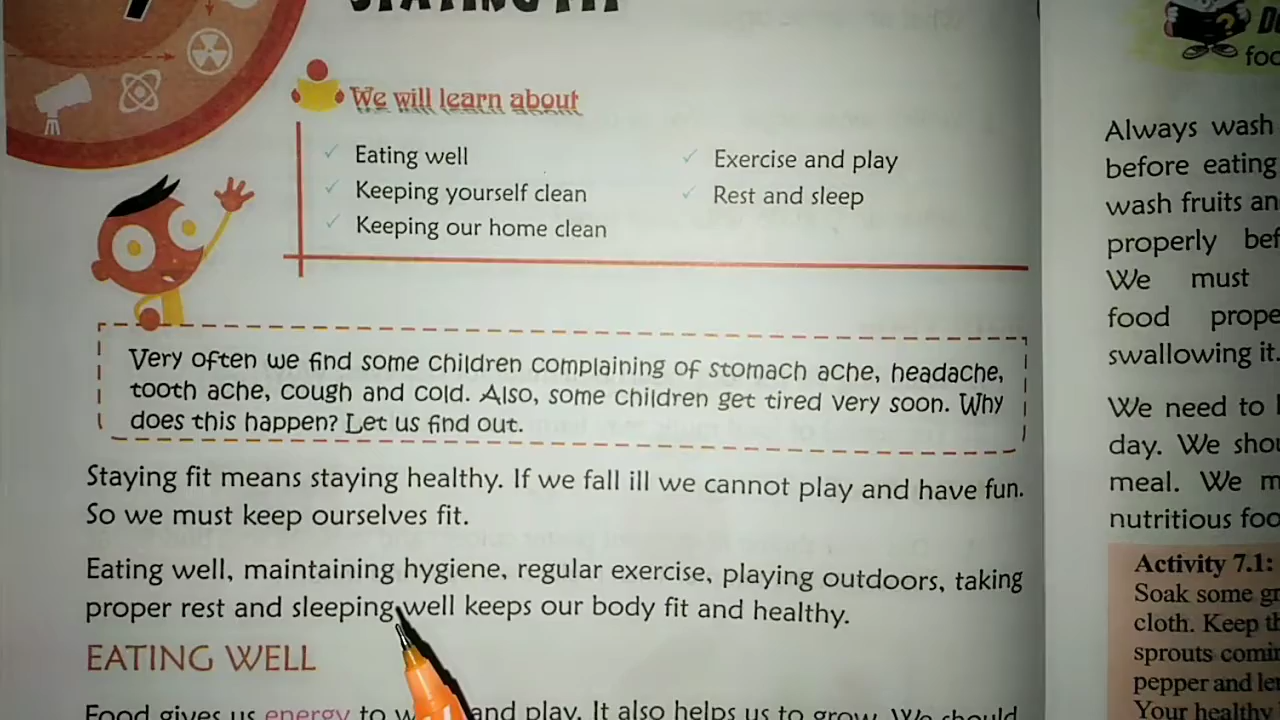 7
STAYING FIT
We will learn about
Eating well
Keeping yourself clean
Keeping our home clean
Exercise and play
Rest and sleep
Very often we find some children complaining of stomach ache, headache,
tooth ache, cough and cold. Also, some children get tired very soon. Why
does this happen? Let us find out.
Staying fit means staying healthy. If we fall ill we cannot play and have fun.
So we must keep ourselves fit.
Eating well, maintaining hygiene, regular exercise, playing outdoors, taking
proper rest and sleeping well keeps our body fit and healthy.
EATING WELL
Food gives us energy to and play. It also helps us to grow. We should
Always wash
before eating
wash fruits
properly
We must
food
swallowing it.
We need to
day. We
meal. We
nutritious
Activity 7.1:
Soak some
cloth. Keep
sprouts
pepper and
Your healthy